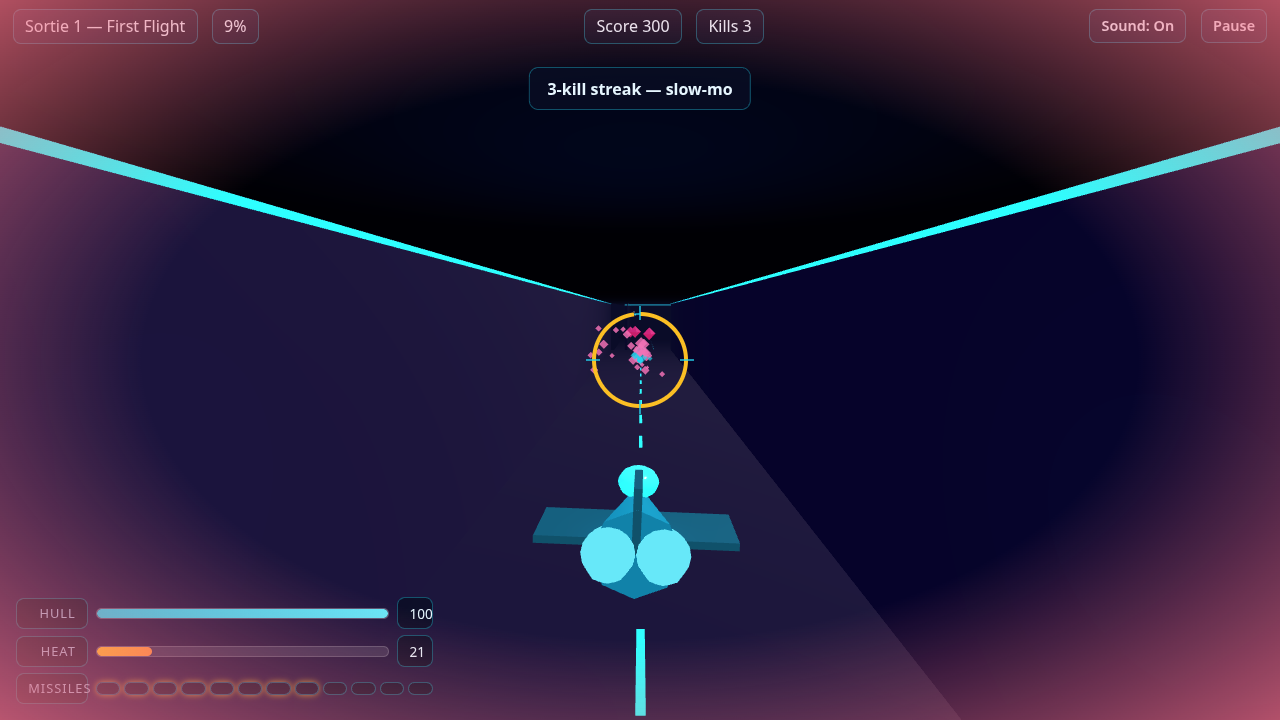 Sortie 1 — First Flight
9%
Score 300
Kills 3
Sound: On
Pause
3-kill streak — slow-mo
HULL
100
HEAT
21
MISSILES